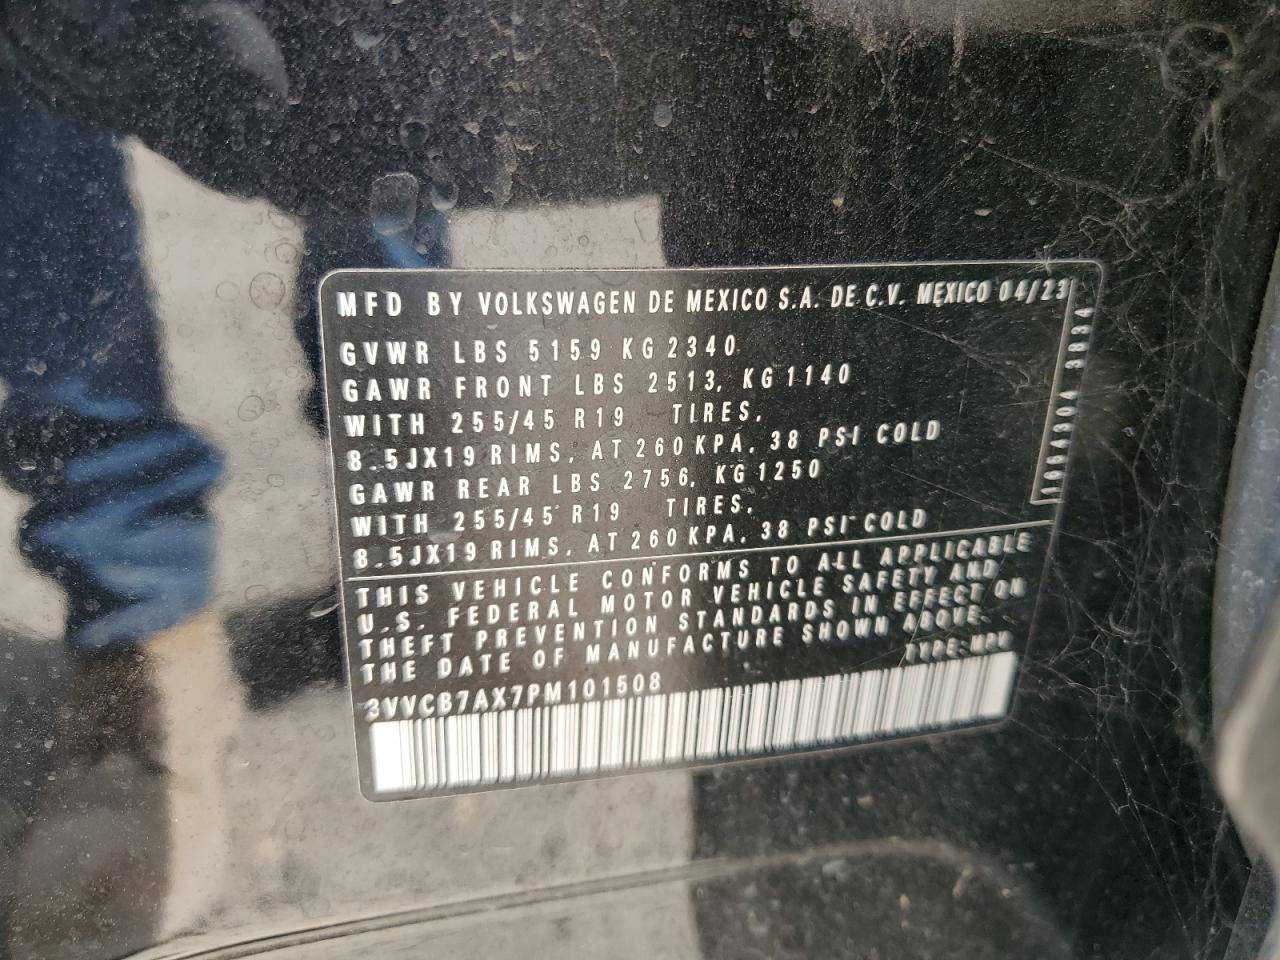 MFD BY VOLKSWAGEN DE MEXICO S.A. DE C.V. MEXICO 04/23
GVWR LBS 5159 KG 2340
GAWR FRONT LBS 2513, KG 1140
WITH 255/45 R19 TIRES,
8.5JX19 RIMS, AT 260 KPA, 38 PSI COLD
GAWR REAR LBS 2756, KG 1250
WITH 255/45 R19 TIRES,
8.5JX19 RIMS, AT 260 KPA, 38 PSI COLD
THIS VEHICLE CONFORMS TO ALL APPLICABLE
U.S. FEDERAL MOTOR VEHICLE SAFETY AND
THEFT PREVENTION STANDARDS IN EFFECT ON
THE DATE OF MANUFACTURE SHOWN ABOVE.
TYPE: MPV
3VVCB7AX7PM101508
3834